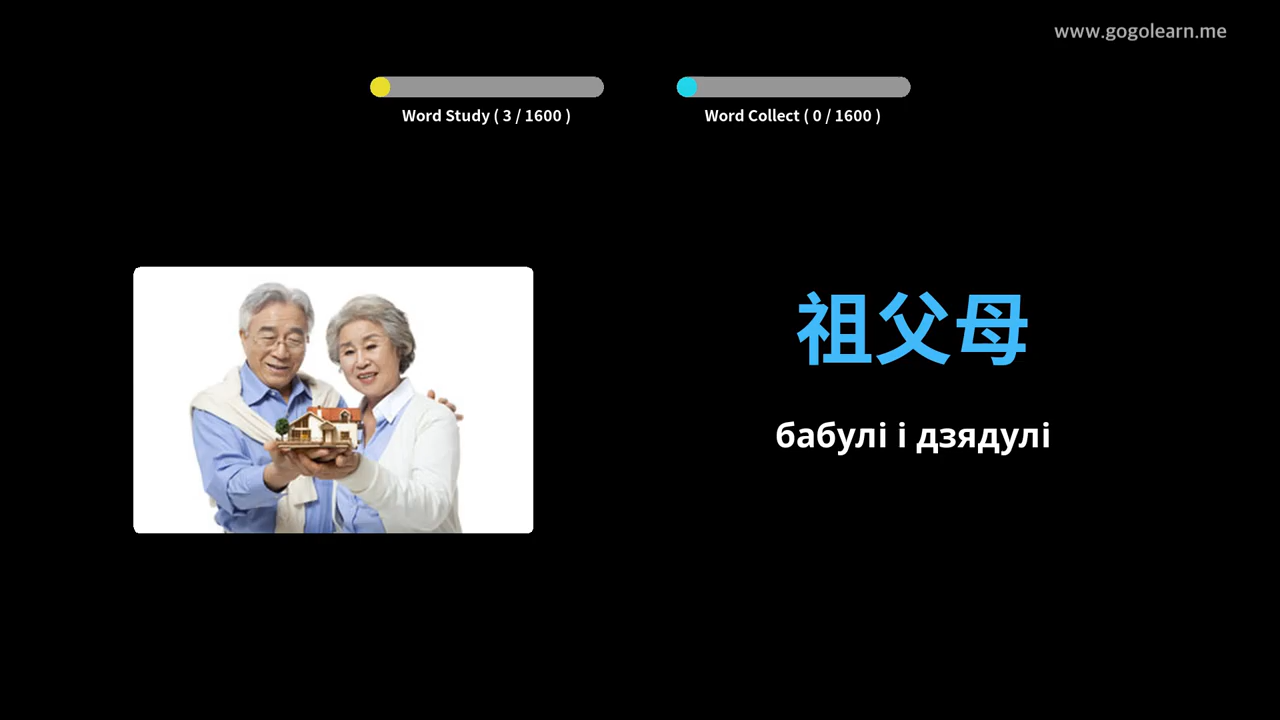 www.gogolearn.me
Word Study ( 3 / 1600 )
Word Collect ( 0 / 1600 )
祖父母
бабулі і дзядулі